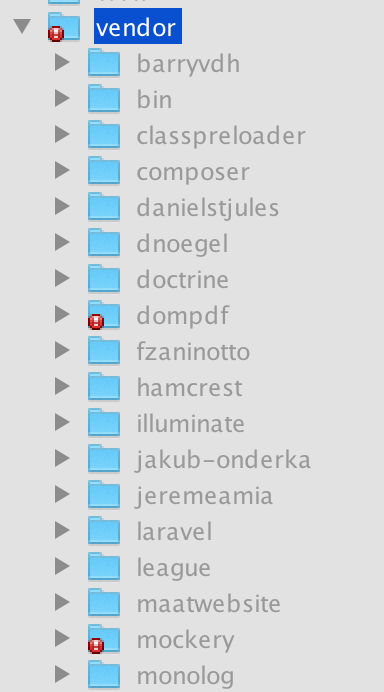 vendor
barryvdh
bin
classpreloader
composer
danielstjules
dnoegel
doctrine
dompdf
fzaninotto
hamcrest
illuminate
jakub-onderka
jeremeamia
laravel
league
maatwebsite
mockery
monolog